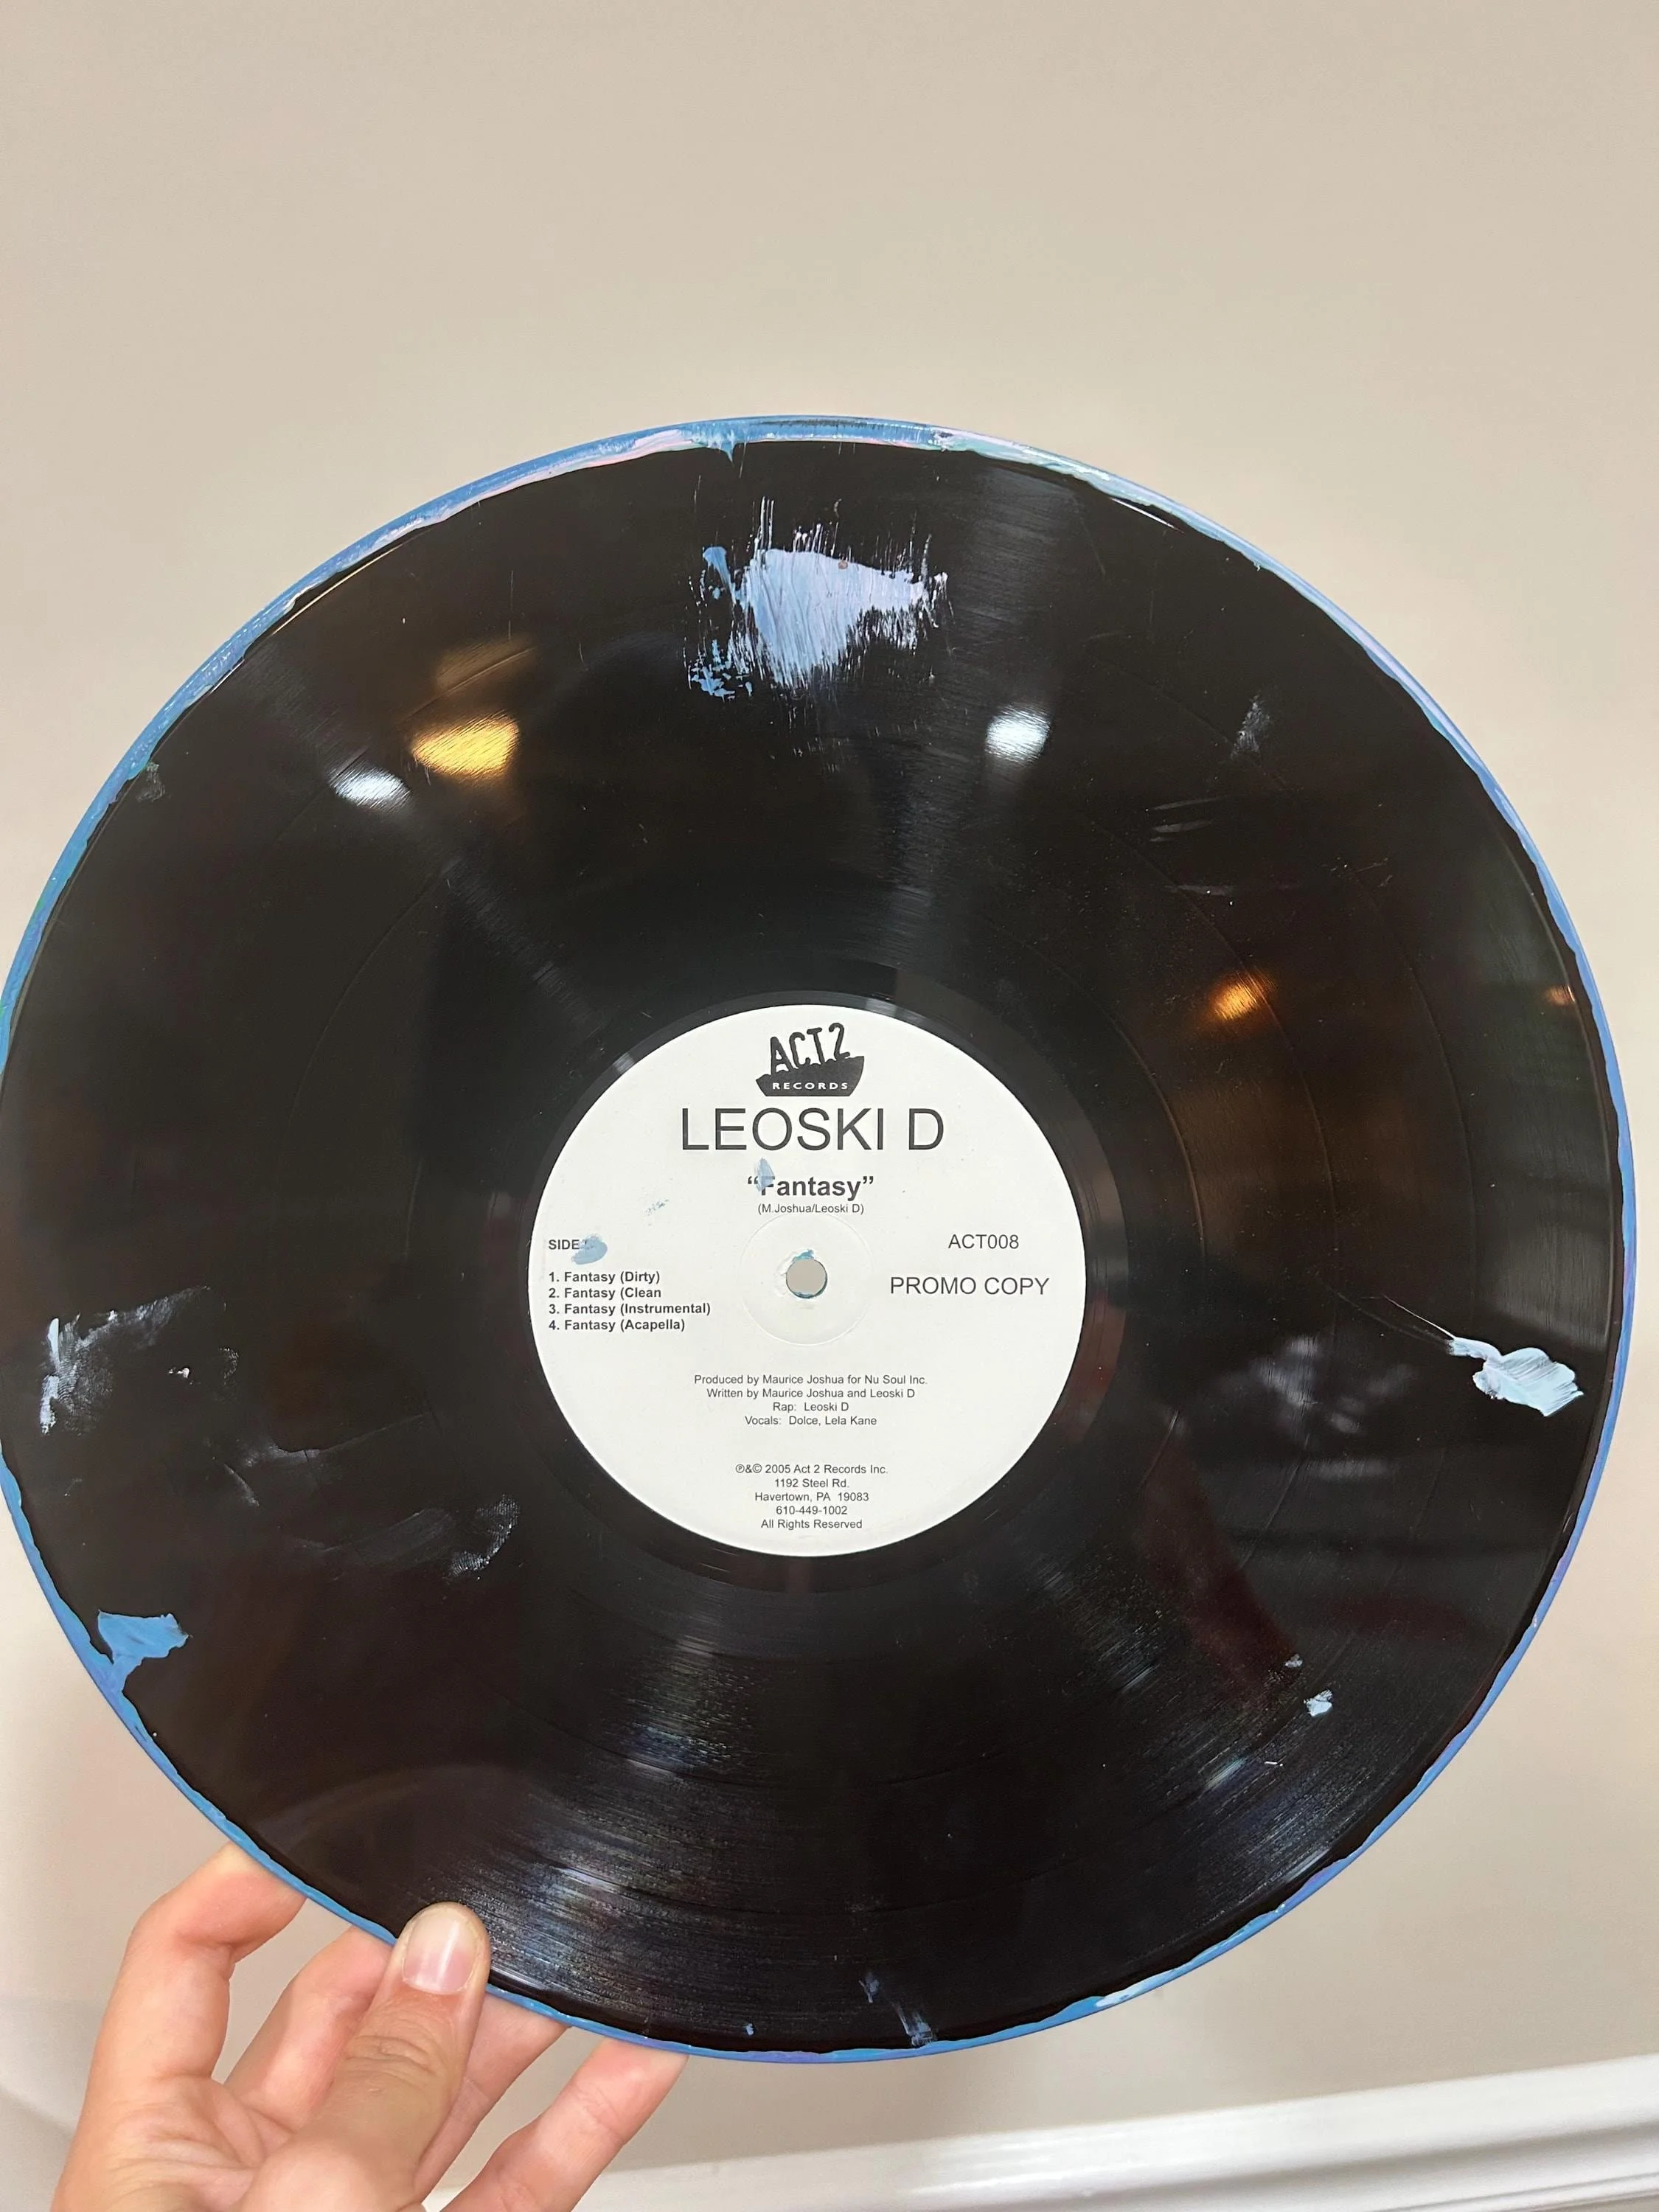 ACT2
RECORDS
LEOSKI D
“Fantasy”
(M.Joshua/Leoski D)
SIDE
ACT008
1. Fantasy (Dirty)
PROMO COPY
2. Fantasy (Clean
3. Fantasy (Instrumental)
4. Fantasy (Acapella)
Produced by Maurice Joshua for Nu Soul Inc.
Written by Maurice Joshua and Leoski D
Rap: Leoski D
Vocals: Dolce, Lela Kane
℗&© 2005 Act 2 Records Inc.
1192 Steel Rd.
Havertown, PA 19083
610-449-1002
All Rights Reserved